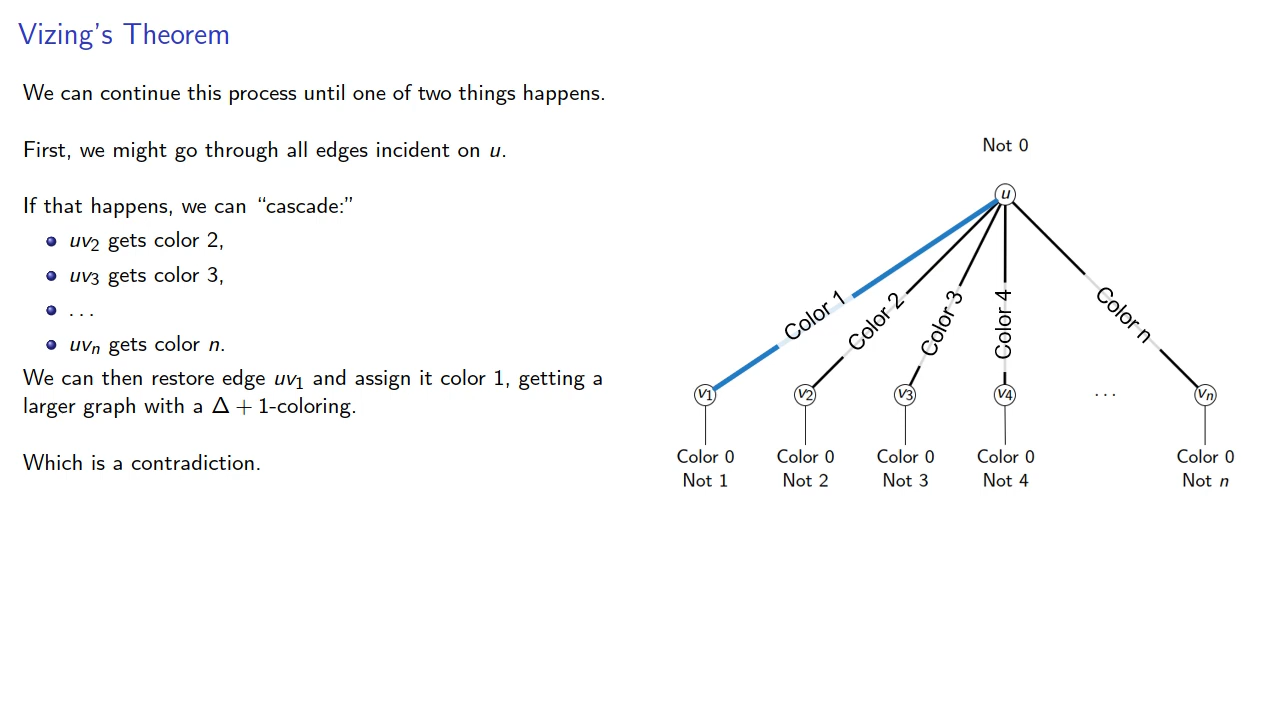 Vizing's Theorem
We can continue this process until one of two things happens.
First, we might go through all edges incident on u.
If that happens, we can “cascade:”
uv2 gets color 2,
uv3 gets color 3,
...
uvn gets color n.
We can then restore edge uv1 and assign it color 1, getting a
larger graph with a Δ + 1-coloring.
Which is a contradiction.
Not 0
u
Color 1
Color 2
Color 3
Color 4
Color n
v1 v2 v3 v4 ... vn
Color 0 Color 0 Color 0 Color 0 Color 0
Not 1 Not 2 Not 3 Not 4 Not n